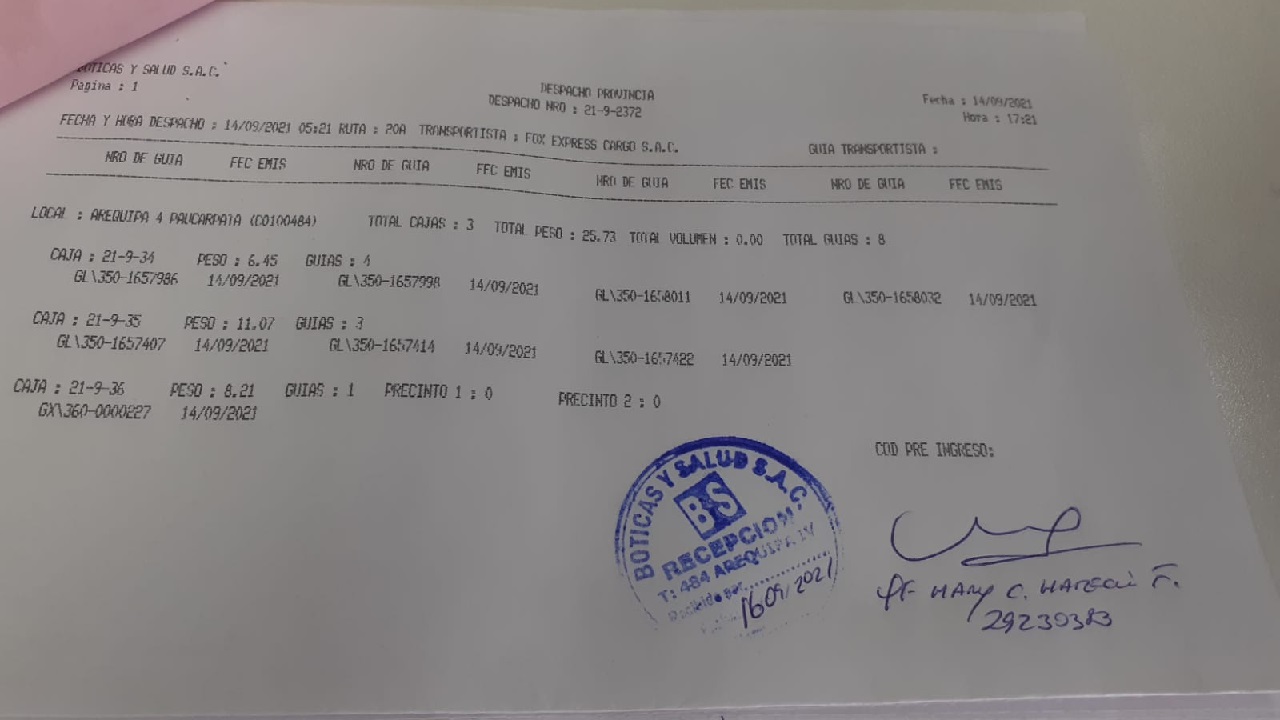 BOTICAS Y SALUD S.A.C.
Pagina : 1
DESPACHO PROVINCIA
DESPACHO NRO : 21-9-2372
Fecha : 14/09/2021
Hora : 17:21
FECHA Y HORA DESPACHO : 14/09/2021 05:21 RUTA : 20A TRANSPORTISTA : FOX EXPRESS CARGO S.A.C. GUIA TRANSPORTISTA :
NRO DE GUIA FEC EMIS NRO DE GUIA FEC EMIS NRO DE GUIA FEC EMIS NRO DE GUIA FEC EMIS
LOCAL : AREQUIPA 4 PAUCARPATA (C0100484) TOTAL CAJAS : 3 TOTAL PESO : 25.73 TOTAL VOLUMEN : 0.00 TOTAL GUIAS : 8
CAJA : 21-9-34 PESO : 6.45 GUIAS : 4
GL\350-1657986 14/09/2021 GL\350-1657998 14/09/2021 GL\350-1658011 14/09/2021 GL\350-1658032 14/09/2021
CAJA : 21-9-35 PESO : 11.07 GUIAS : 3
GL\350-1657407 14/09/2021 GL\350-1657414 14/09/2021 GL\350-1657422 14/09/2021
CAJA : 21-9-36 PESO : 8.21 GUIAS : 1 PRECINTO 1 : 0 PRECINTO 2 : 0
GX\360-0000227 14/09/2021
COD PRE INGRESO:
BOTICAS Y SALUD S.A.C.
BS
RECEPCION
T: 484 AREQUIPA IV
Recibido por
16 09/2021
C.
29230383